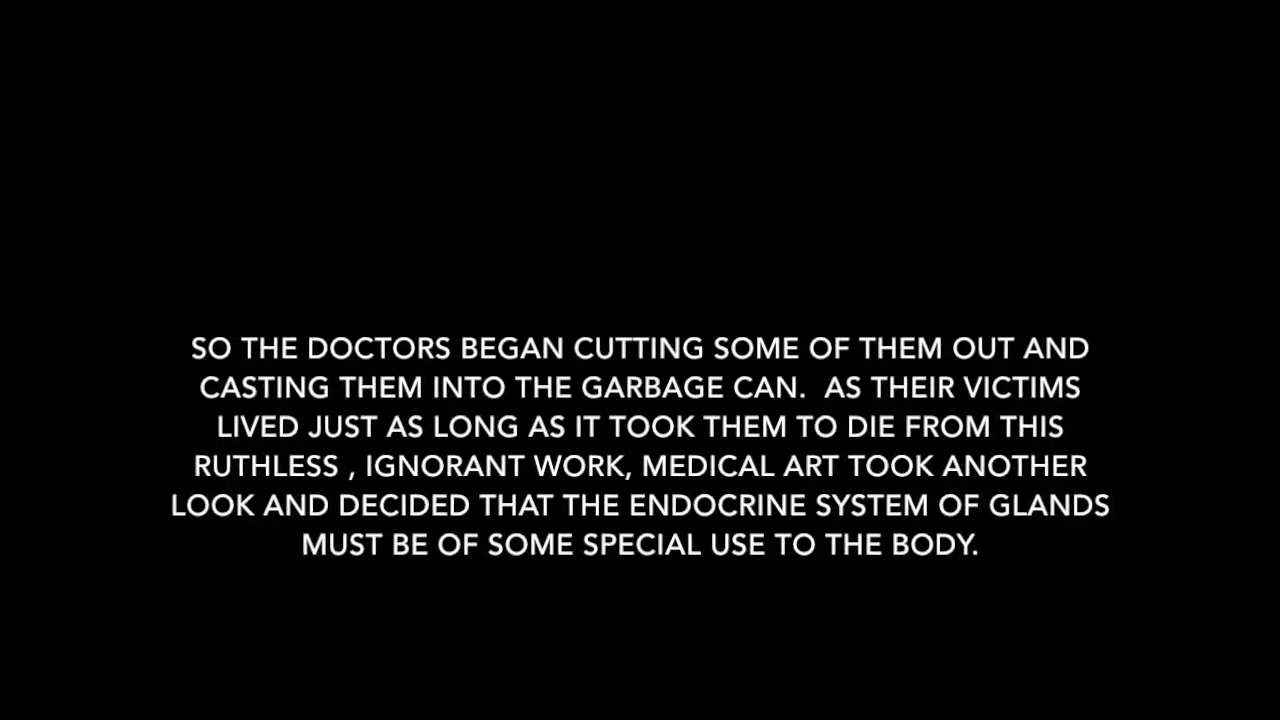 SO THE DOCTORS BEGAN CUTTING SOME OF THEM OUT AND
CASTING THEM INTO THE GARBAGE CAN.  AS THEIR VICTIMS
LIVED JUST AS LONG AS IT TOOK THEM TO DIE FROM THIS
RUTHLESS , IGNORANT WORK, MEDICAL ART TOOK ANOTHER
LOOK AND DECIDED THAT THE ENDOCRINE SYSTEM OF GLANDS
MUST BE OF SOME SPECIAL USE TO THE BODY.